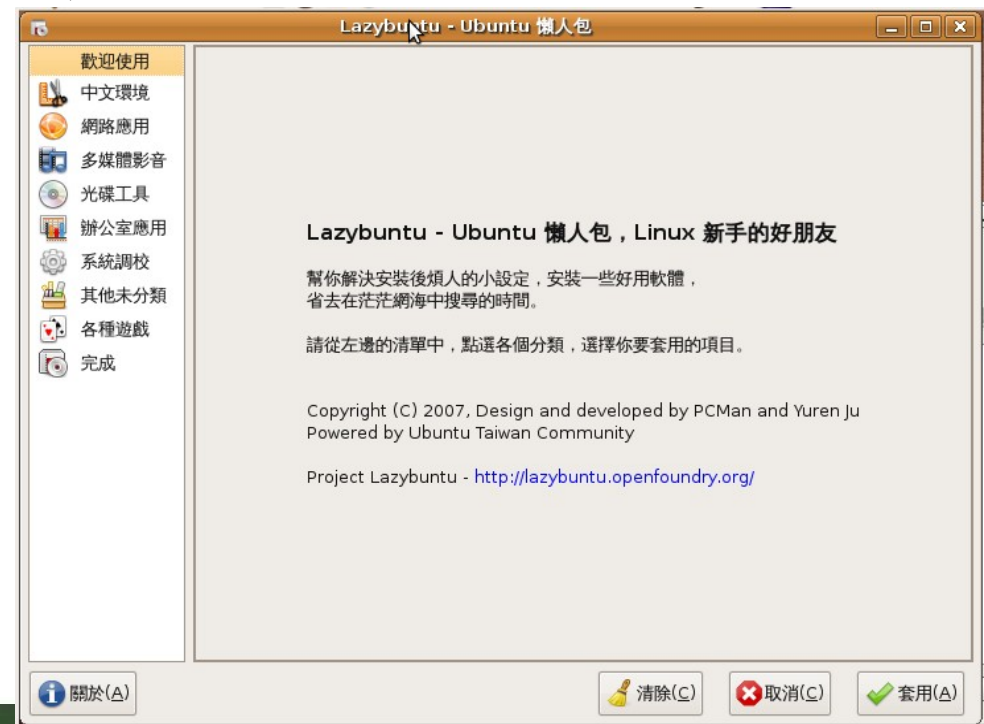 Lazybuntu - Ubuntu 懶人包
歡迎使用
中文環境
網路應用
多媒體影音
光碟工具
辦公室應用
系統調校
其他未分類
各種遊戲
完成
Lazybuntu - Ubuntu 懶人包，Linux 新手的好朋友
幫你解決安裝後煩人的小設定，安裝一些好用軟體，
省去在茫茫網海中搜尋的時間。
請從左邊的清單中，點選各個分類，選擇你要套用的項目。
Copyright (C) 2007, Design and developed by PCMan and Yuren Ju
Powered by Ubuntu Taiwan Community
Project Lazybuntu - http://lazybuntu.openfoundry.org/
關於(A)
清除(C)
取消(C)
套用(A)